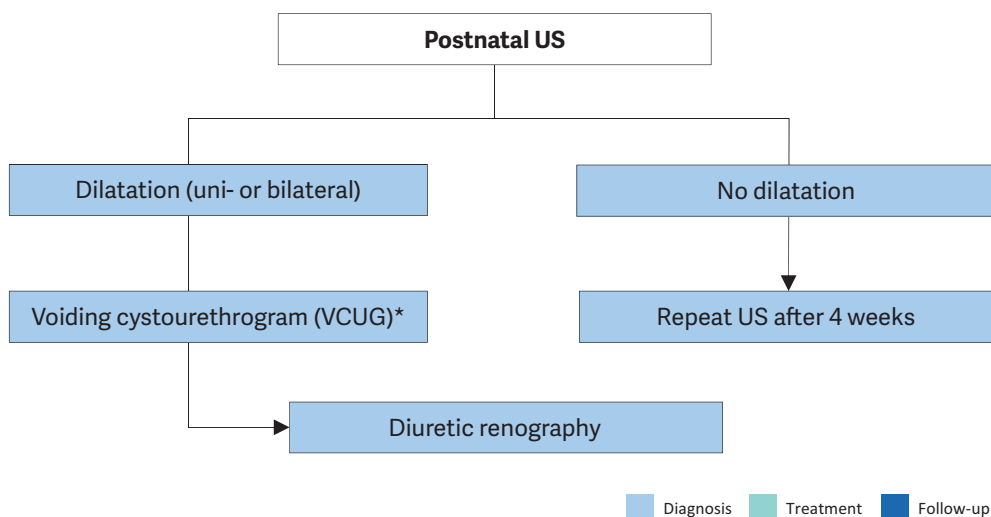 Postnatal US
Dilatation (uni- or bilateral)
No dilatation
Voiding cystourethrogram (VCUG)*
Repeat US after 4 weeks
Diuretic renography
Diagnosis
Treatment
Follow-up